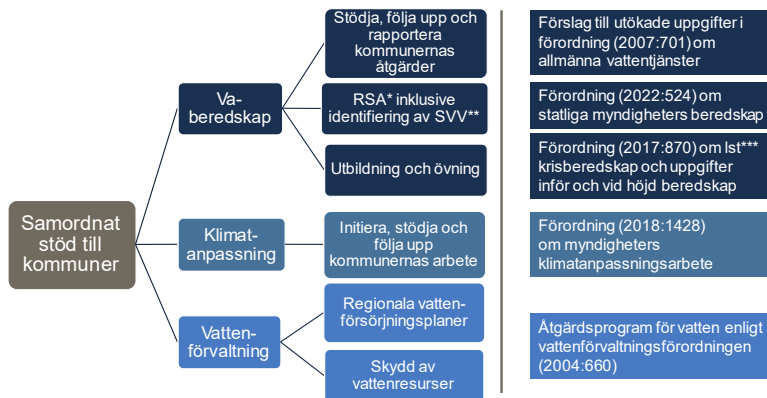 Samordnat
stöd till
kommuner
Va-
beredskap
Stödja, följa upp och
rapportera
kommunernas
åtgärder
RSA* inklusive
identifiering av SVV**
Utbildning och övning
Klimat-
anpassning
Initiera, stödja och
följa upp
kommunernas arbete
Vatten-
förvaltning
Regionala vatten-
försörjningsplaner
Skydd av
vattenresurser
Förslag till utökade uppgifter i
förordning (2007:701) om
allmänna vattentjänster
Förordning (2022:524) om
statliga myndigheters beredskap
Förordning (2017:870) om lst***
krisberedskap och uppgifter
inför och vid höjd beredskap
Förordning (2018:1428)
om myndigheters
klimatanpassningsarbete
Åtgärdsprogram för vatten enligt
vattenförvaltningsförordningen
(2004:660)